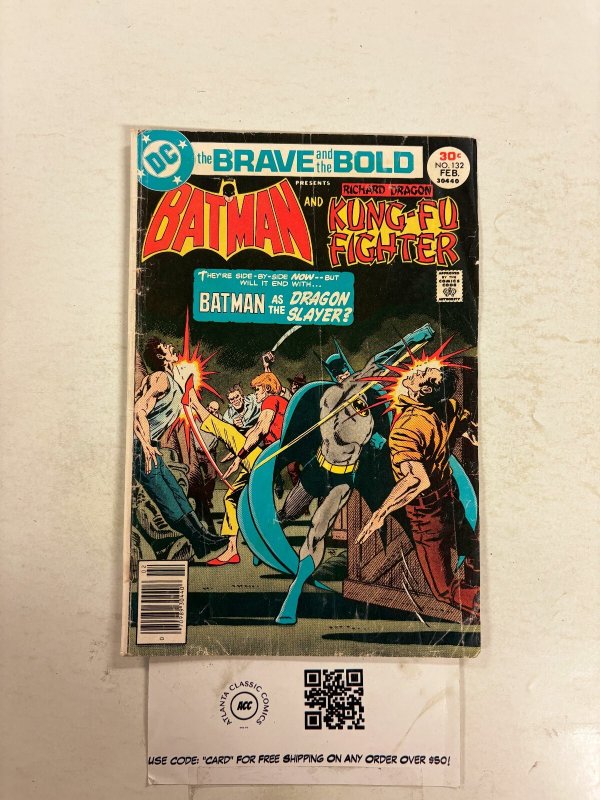 DC
the BRAVE and the BOLD
30¢
NO. 132
FEB.
30440
PRESENTS
BATMAN
AND
RICHARD DRAGON
KUNG-FU
FIGHTER
APPROVED
BY THE
COMICS
CODE
AUTHORITY
THEY'RE SIDE-BY-SIDE NOW--BUT
WILL IT END WITH...
BATMAN AS THE DRAGON SLAYER?
02
0
ATLANTA CLASSIC COMICS
ACC
USE CODE: "CARD" FOR FREE SHIPPING ON ANY ORDER OVER $50!